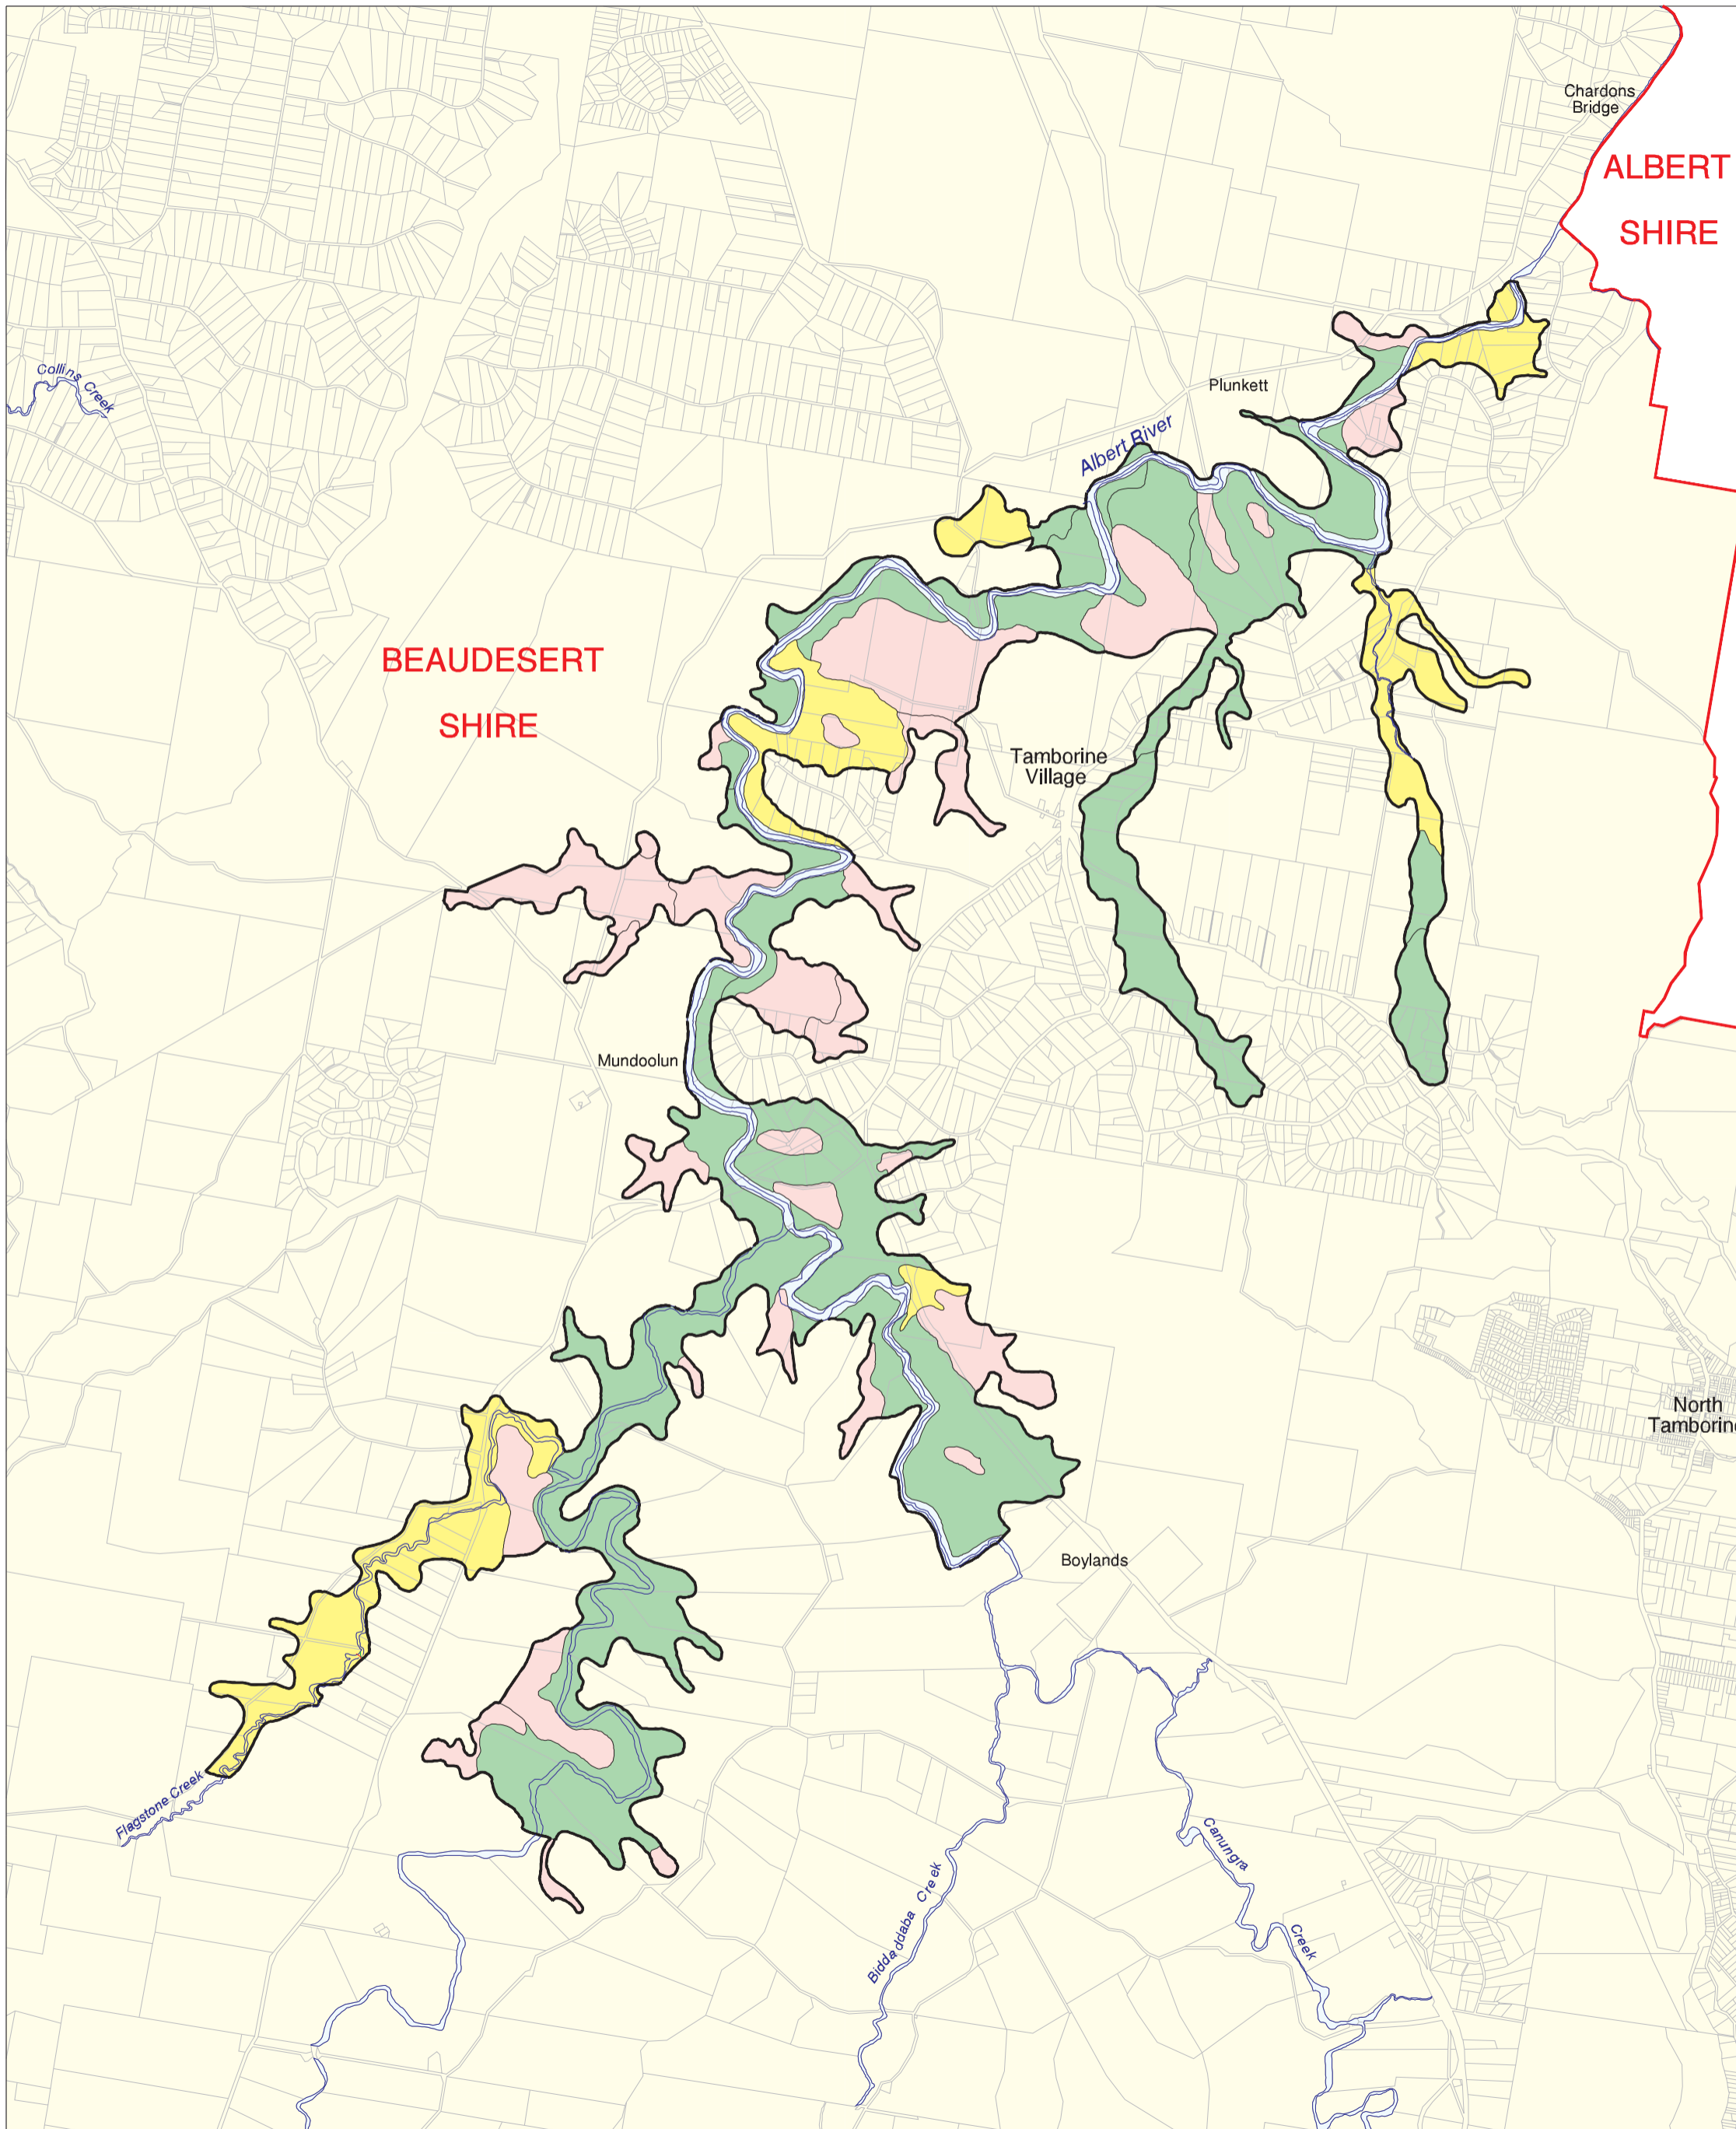 Chardons
Bridge
ALBERT
SHIRE
Collins Creek
Plunkett
Albert River
BEAUDESERT
SHIRE
Tamborine
Village
Mundoolun
North
Tamborine
Boylands
Flagstone Creek
Canungra
Biddaddaba Creek
Creek